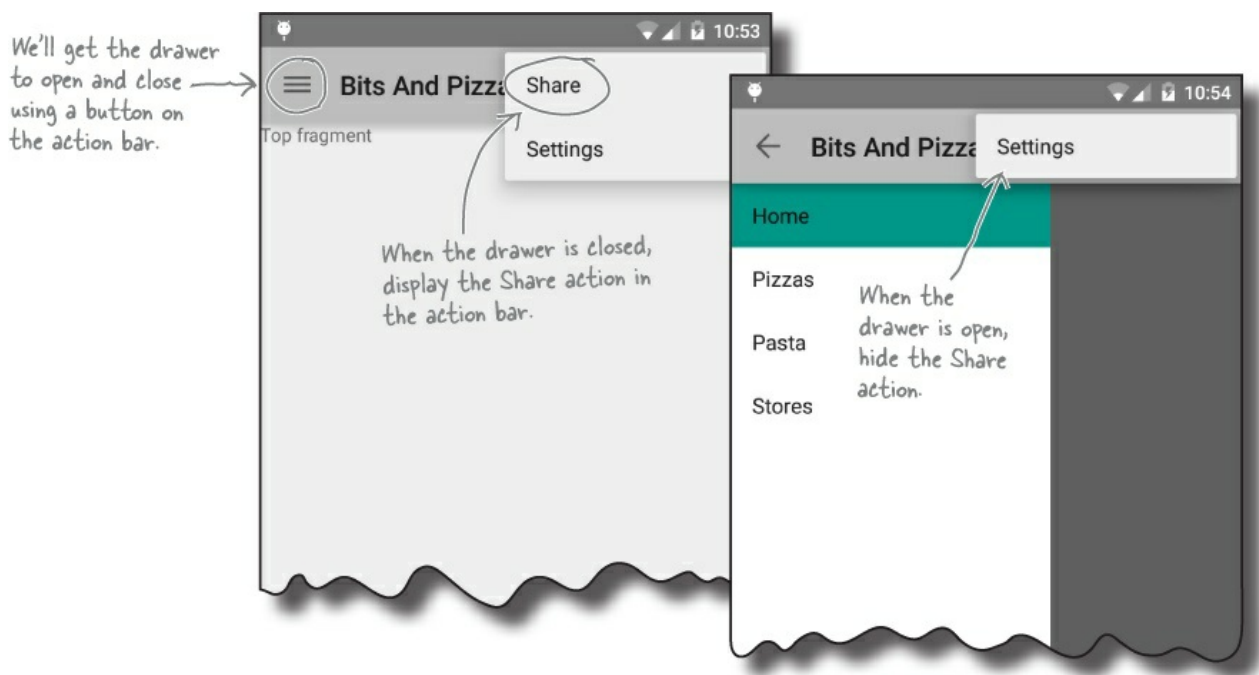 We'll get the drawer
to open and close
using a button on
the action bar.
10:53
Bits And Pizza
Share
Settings
Top fragment
When the drawer is closed,
display the Share action in
the action bar.
10:54
Bits And Pizza
Settings
Home
Pizzas
Pasta
Stores
When the
drawer is open,
hide the Share
action.